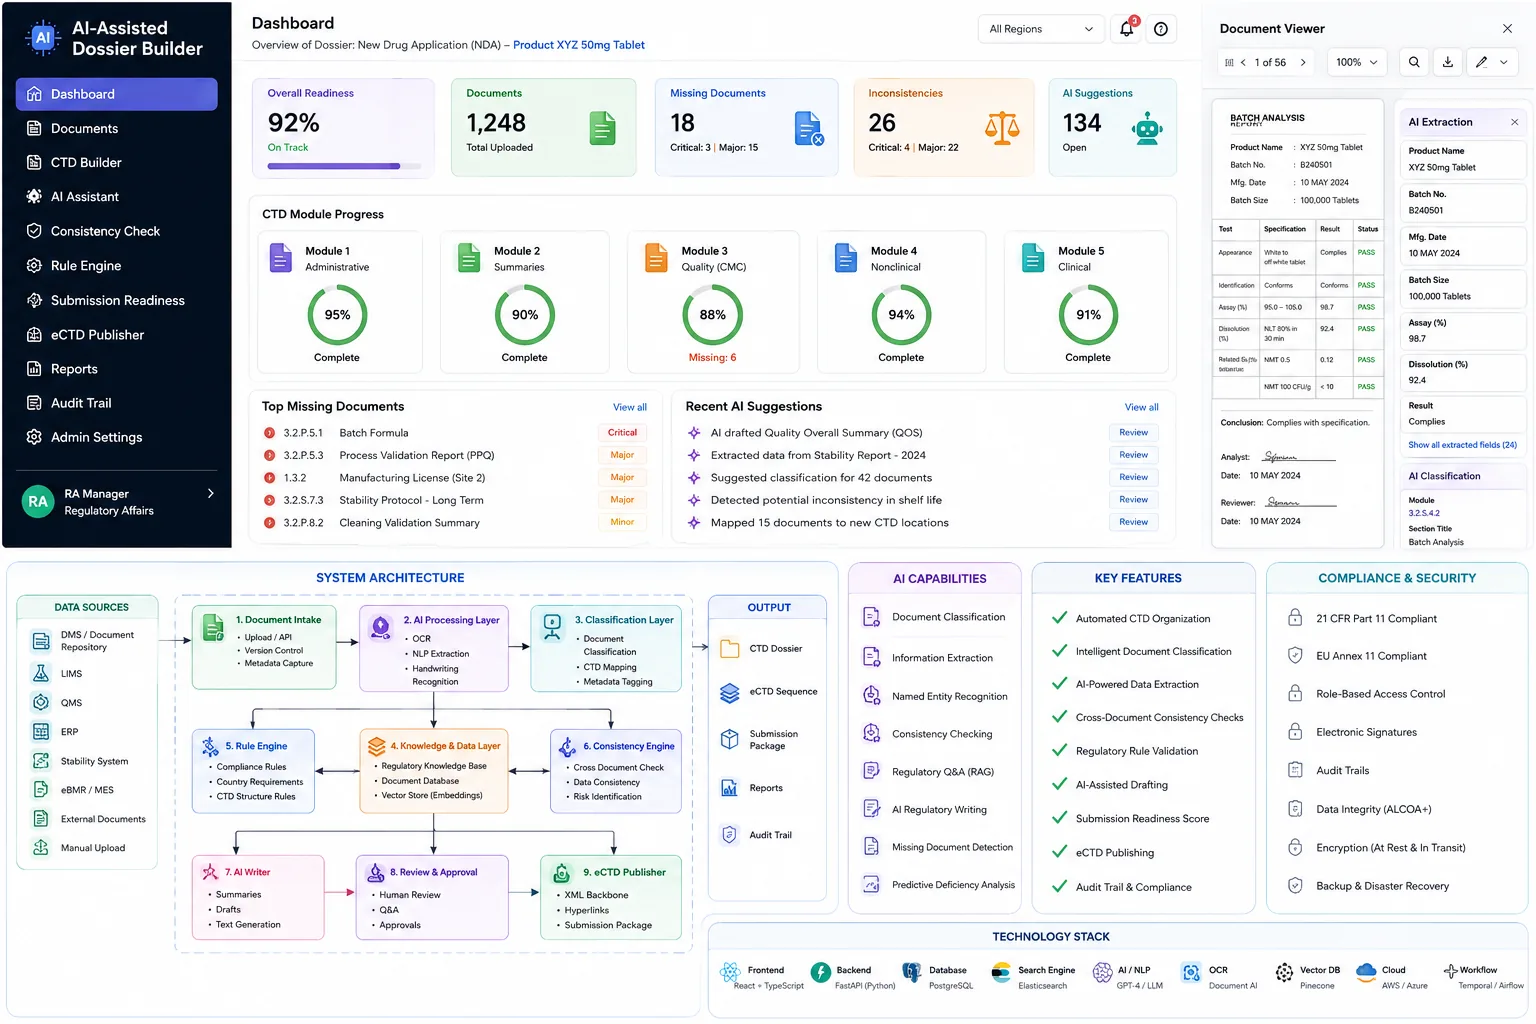 AI
AI-Assisted
Dossier Builder
Dashboard
Documents
CTD Builder
AI Assistant
Consistency Check
Rule Engine
Submission Readiness
eCTD Publisher
Reports
Audit Trail
Admin Settings
RA
RA Manager
Regulatory Affairs
Dashboard
Overview of Dossier: New Drug Application (NDA) – Product XYZ 50mg Tablet
All Regions
3
Overall Readiness
92%
On Track
Documents
1,248
Total Uploaded
Missing Documents
18
Critical: 3 | Major: 15
Inconsistencies
26
Critical: 4 | Major: 22
AI Suggestions
134
Open
CTD Module Progress
Module 1
Administrative
95%
Complete
Module 2
Summaries
90%
Complete
Module 3
Quality (CMC)
88%
Missing: 6
Module 4
Nonclinical
94%
Complete
Module 5
Clinical
91%
Complete
Top Missing Documents
View all
3.2.P.5.1 Batch Formula Critical
3.2.P.5.3 Process Validation Report (PPQ) Major
1.3.2 Manufacturing License (Site 2) Major
3.2.S.7.3 Stability Protocol - Long Term Major
3.2.P.8.2 Cleaning Validation Summary Minor
Recent AI Suggestions
View all
AI drafted Quality Overall Summary (QOS) Review
Extracted data from Stability Report - 2024 Review
Suggested classification for 42 documents Review
Detected potential inconsistency in shelf life Review
Mapped 15 documents to new CTD locations Review
Document Viewer
1 of 56
100%
BATCH ANALYSIS
REPORT
Product Name : XYZ 50mg Tablet
Batch No. : B240501
Mfg. Date : 10 MAY 2024
Batch Size : 100,000 Tablets
Test Specification Result Status
Appearance White to off white tablet Complies PASS
Identification Conforms Conforms PASS
Assay (%) 95.0 – 105.0 98.7 PASS
Dissolution (%) NLT 80% in 30 min 92.4 PASS
Related NMT 0.5 0.12 PASS
NMT 100 CFU/g < 10 PASS
Conclusion: Complies with specification.
Analyst:
Date: 10 MAY 2024
Reviewer:
Date: 10 MAY 2024
AI Extraction
Product Name
XYZ 50mg Tablet
Batch No.
B240501
Mfg. Date
10 MAY 2024
Batch Size
100,000 Tablets
Assay (%)
98.7
Dissolution (%)
92.4
Result
Complies
Show all extracted fields (24)
AI Classification
Module
3.2.S.4.2
Section Title
Batch Analysis
SYSTEM ARCHITECTURE
DATA SOURCES
DMS / Document
Repository
LIMS
QMS
ERP
Stability System
eBMR / MES
External Documents
Manual Upload
1. Document Intake
• Upload / API
• Version Control
• Metadata Capture
2. AI Processing Layer
• OCR
• NLP Extraction
• Handwriting
Recognition
3. Classification Layer
• Document
Classification
• CTD Mapping
• Metadata Tagging
5. Rule Engine
• Compliance Rules
• Country Requirements
• CTD Structure Rules
4. Knowledge & Data Layer
• Regulatory Knowledge Base
• Document Database
• Vector Store (Embeddings)
6. Consistency Engine
• Cross Document Check
• Data Consistency
• Risk Identification
7. AI Writer
• Summaries
• Drafts
• Text Generation
8. Review & Approval
• Human Review
• Q&A
• Approvals
9. eCTD Publisher
• XML Backbone
• Hyperlinks
• Submission Package
OUTPUT
CTD Dossier
eCTD Sequence
Submission
Package
Reports
Audit Trail
AI CAPABILITIES
Document Classification
Information Extraction
Named Entity Recognition
Consistency Checking
Regulatory Q&A (RAG)
AI Regulatory Writing
Missing Document Detection
Predictive Deficiency Analysis
KEY FEATURES
Automated CTD Organization
Intelligent Document Classification
AI-Powered Data Extraction
Cross-Document Consistency Checks
Regulatory Rule Validation
AI-Assisted Drafting
Submission Readiness Score
eCTD Publishing
Audit Trail & Compliance
COMPLIANCE & SECURITY
21 CFR Part 11 Compliant
EU Annex 11 Compliant
Role-Based Access Control
Electronic Signatures
Audit Trails
Data Integrity (ALCOA+)
Encryption (At Rest & In Transit)
Backup & Disaster Recovery
TECHNOLOGY STACK
Frontend
React + TypeScript
Backend
FastAPI (Python)
Database
PostgreSQL
Search Engine
Elasticsearch
AI / NLP
GPT-4 / LLM
OCR
Document AI
Vector DB
Pinecone
Cloud
AWS / Azure
Workflow
Temporal / Airflow